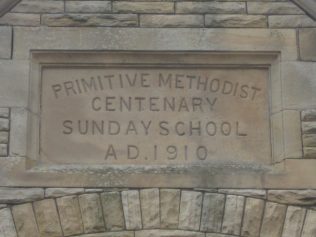 PRIMITIVE METHODIST
CENTENARY
SUNDAY SCHOOL
A.D. 1910